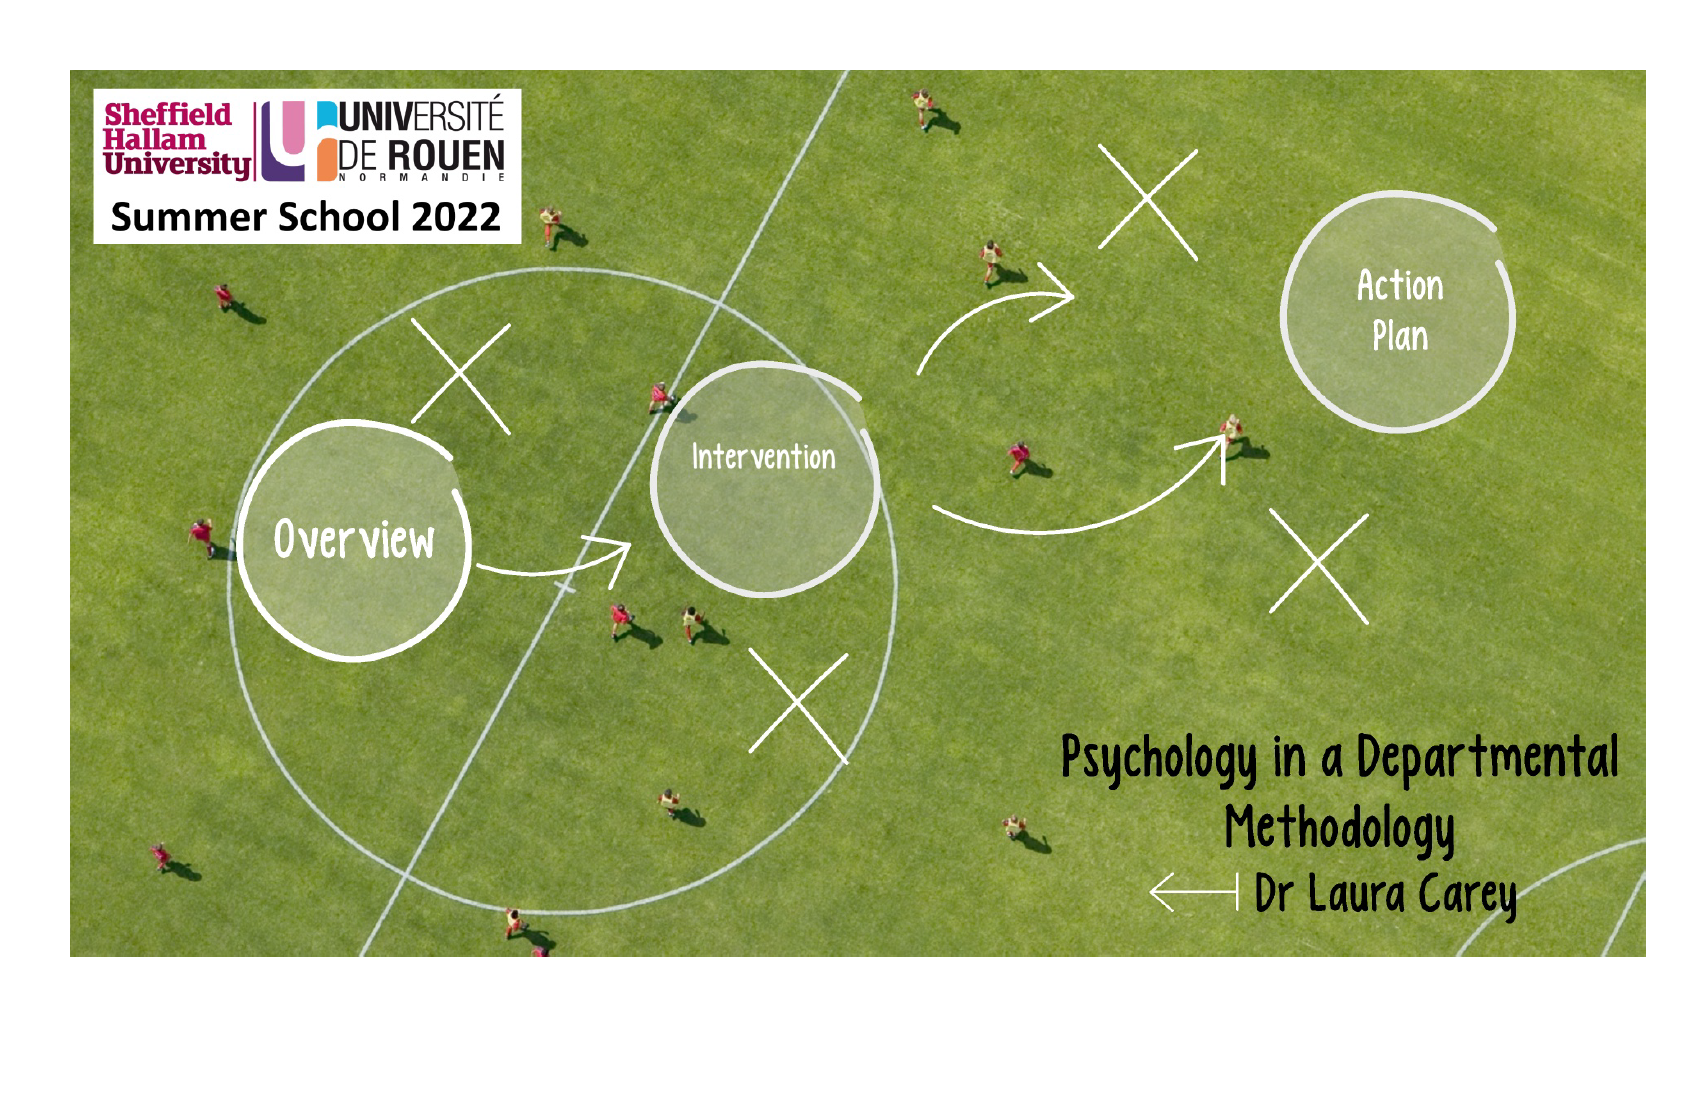 Sheffield
Hallam
University
UNIVERSITÉ
DE ROUEN
NORMANDIE
Summer School 2022
Overview
Intervention
Action
Plan
Psychology in a Departmental
Methodology
Dr Laura Carey